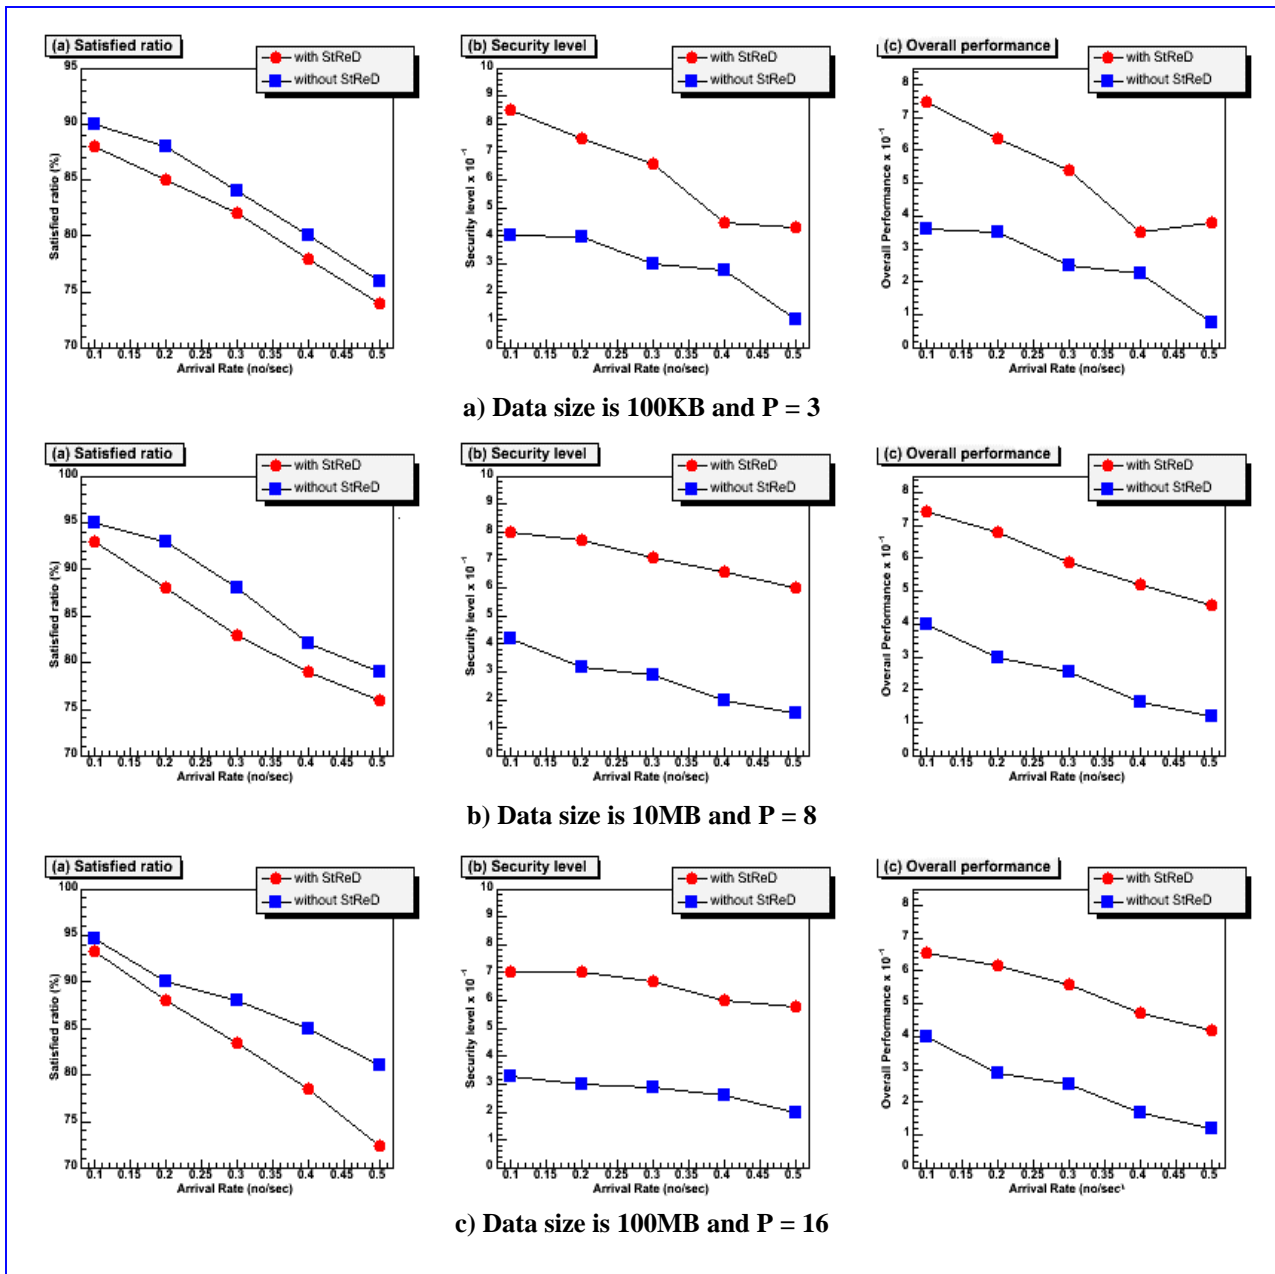 (a) Satisfied ratio
with StReD
without StReD
95
90
85
80
75
70
Satisfied ratio (%)
0.1 0.15 0.2 0.25 0.3 0.35 0.4 0.45 0.5
Arrival Rate (no/sec)
(b) Security level
with StReD
without StReD
10
9
8
7
6
5
4
3
2
1
0
Security level x 10⁻¹
0.1 0.15 0.2 0.25 0.3 0.35 0.4 0.45 0.5
Arrival Rate (no/sec)
(c) Overall performance
with StReD
without StReD
8
7
6
5
4
3
2
1
0
Overall Performance x 10⁻¹
0.1 0.15 0.2 0.25 0.3 0.35 0.4 0.45 0.5
Arrival Rate (no/sec)
a) Data size is 100KB and P = 3
(a) Satisfied ratio
with StReD
without StReD
100
95
90
85
80
75
70
Satisfied ratio (%)
0.1 0.15 0.2 0.25 0.3 0.35 0.4 0.45 0.5
Arrival Rate (no/sec)
(b) Security level
with StReD
without StReD
10
9
8
7
6
5
4
3
2
1
0
Security level x 10⁻¹
0.1 0.15 0.2 0.25 0.3 0.35 0.4 0.45 0.5
Arrival Rate (no/sec)
(c) Overall performance
with StReD
without StReD
8
7
6
5
4
3
2
1
0
Overall Performance x 10⁻¹
0.1 0.15 0.2 0.25 0.3 0.35 0.4 0.45 0.5
Arrival Rate (no/sec)
b) Data size is 10MB and P = 8
(a) Satisfied ratio
with StReD
without StReD
100
95
90
85
80
75
70
Satisfied ratio (%)
0.1 0.15 0.2 0.25 0.3 0.35 0.4 0.45 0.5
Arrival Rate (no/sec)
(b) Security level
with StReD
without StReD
10
9
8
7
6
5
4
3
2
1
0
Security level x 10⁻¹
0.1 0.15 0.2 0.25 0.3 0.35 0.4 0.45 0.5
Arrival Rate (no/sec)
(c) Overall performance
with StReD
without StReD
8
7
6
5
4
3
2
1
0
Overall Performance x 10⁻¹
0.1 0.15 0.2 0.25 0.3 0.35 0.4 0.45 0.5
Arrival Rate (no/sec)
c) Data size is 100MB and P = 16